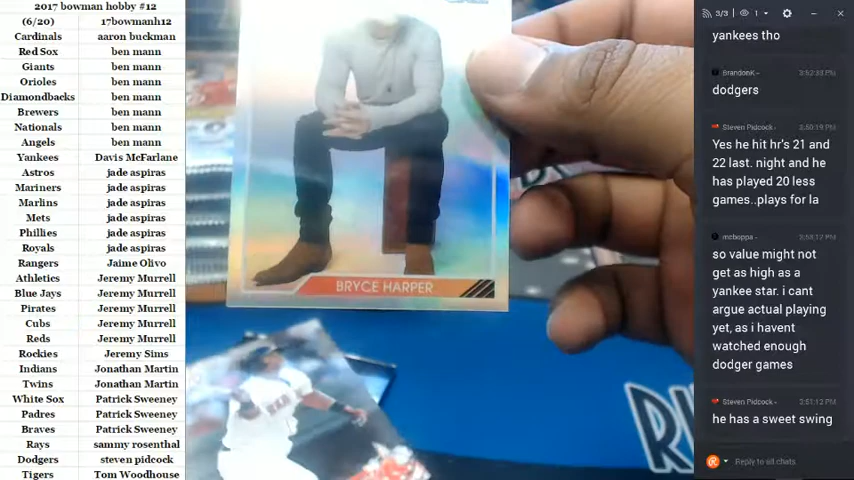 2017 bowman hobby #12
(6/20) 17bowmanh12
Cardinals aaron buckman
Red Sox ben mann
Giants ben mann
Orioles ben mann
Diamondbacks ben mann
Brewers ben mann
Nationals ben mann
Angels ben mann
Yankees Davis McFarlane
Astros jade aspiras
Mariners jade aspiras
Marlins jade aspiras
Mets jade aspiras
Phillies jade aspiras
Royals jade aspiras
Rangers Jaime Olivo
Athletics Jeremy Murrell
Blue Jays Jeremy Murrell
Pirates Jeremy Murrell
Cubs Jeremy Murrell
Reds Jeremy Murrell
Rockies Jeremy Sims
Indians Jonathan Martin
Twins Jonathan Martin
White Sox Patrick Sweeney
Padres Patrick Sweeney
Braves Patrick Sweeney
Rays sammy rosenthal
Dodgers steven pidcock
Tigers Tom Woodhouse
BRYCE HARPER
3/3 1
yankees tho
BrandonK
dodgers
Steven Pidcock
Yes he hit hr's 21 and
22 last. night and he
has played 20 less
games..plays for la
so value might not
get as high as a
yankee star. i cant
argue actual playing
yet, as i havent
watched enough
dodger games
Steven Pidcock
he has a sweet swing
Reply to all chats